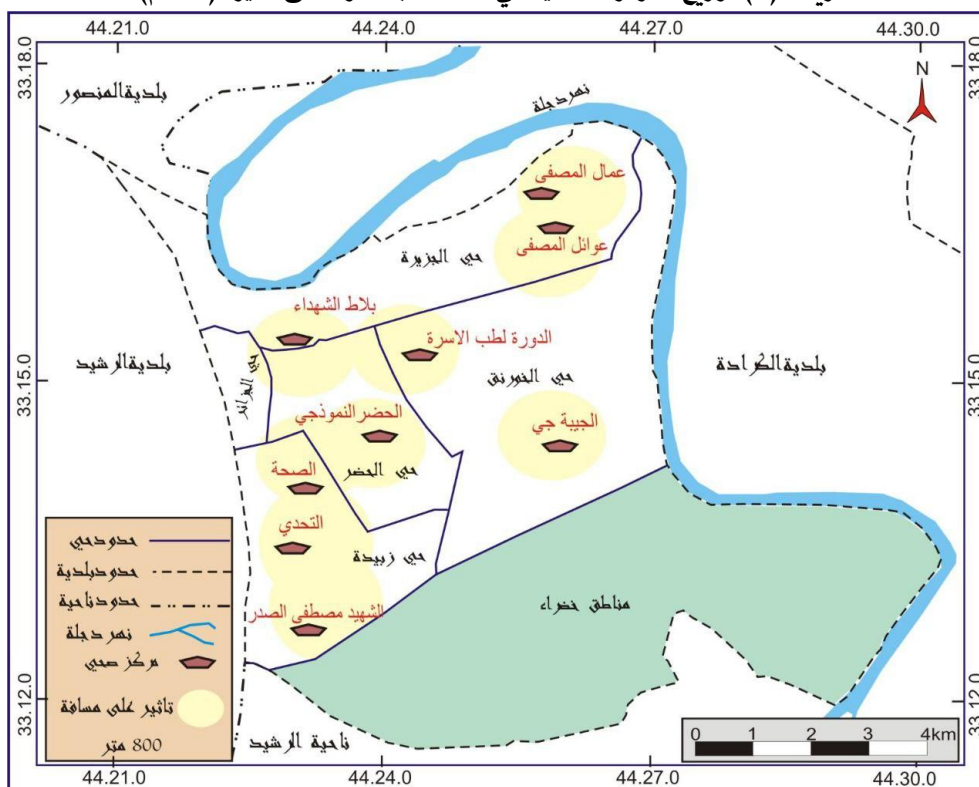 44.21.0 44.24.0 44.27.0 44.30.0
33.18.0
33.18.0
N
بلدية المنصور
نهر دجلة
عمال المصفى
عوائل المصفى
حي الجزيرة
بلاط الشهداء
الدورة لطب الاسرة
بلدية الرشيد
بلدية الكرادة
حي الخورنق
33.15.0
33.15.0
الحضر النموذجي
الجيبة جي
حي الحضر
الصحة
التحدي
حي زبيدة
الشهيد مصطفى الصدر
مناطق خضراء
حدود حي
حدود بلدية
حدود ناحية
نهر دجلة
مركز صحي
تاثير على مسافة
800 متر
ناحية الرشيد
33.12.0
33.12.0
0 1 2 3 4km
44.21.0 44.24.0 44.27.0 44.30.0